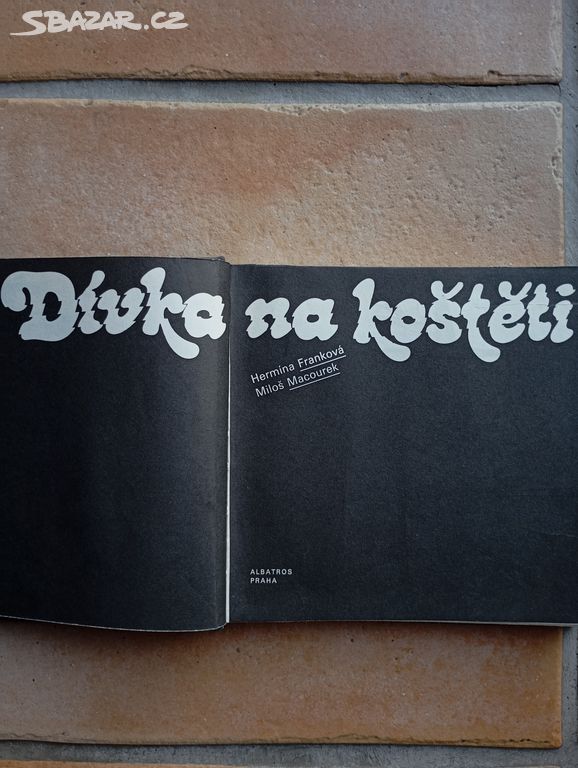 SBAZAR.CZ
Dívka na koštěti
Hermína Franková
Miloš Macourek
ALBATROS
PRAHA